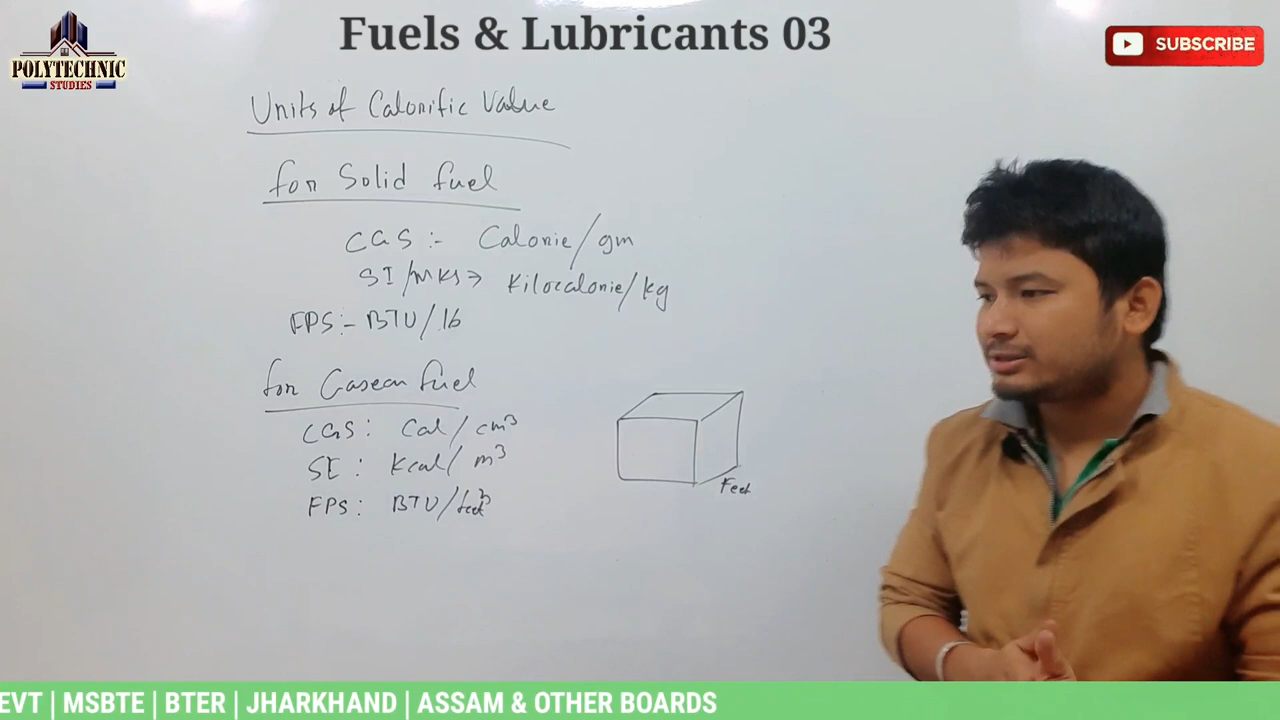 Fuels & Lubricants 03
POLYTECHNIC
STUDIES
SUBSCRIBE
Units of Calorific Value
for Solid fuel
CGS :- Calorie/gm
SI/MKS → Kilocalorie/kg
FPS:- BTU/lb
for Gaseou fuel
CGS: Cal/cm³
SI: Kcal/m³
FPS: BTU/feet³
Feet
EVT | MSBTE | BTER | JHARKHAND | ASSAM & OTHER BOARDS